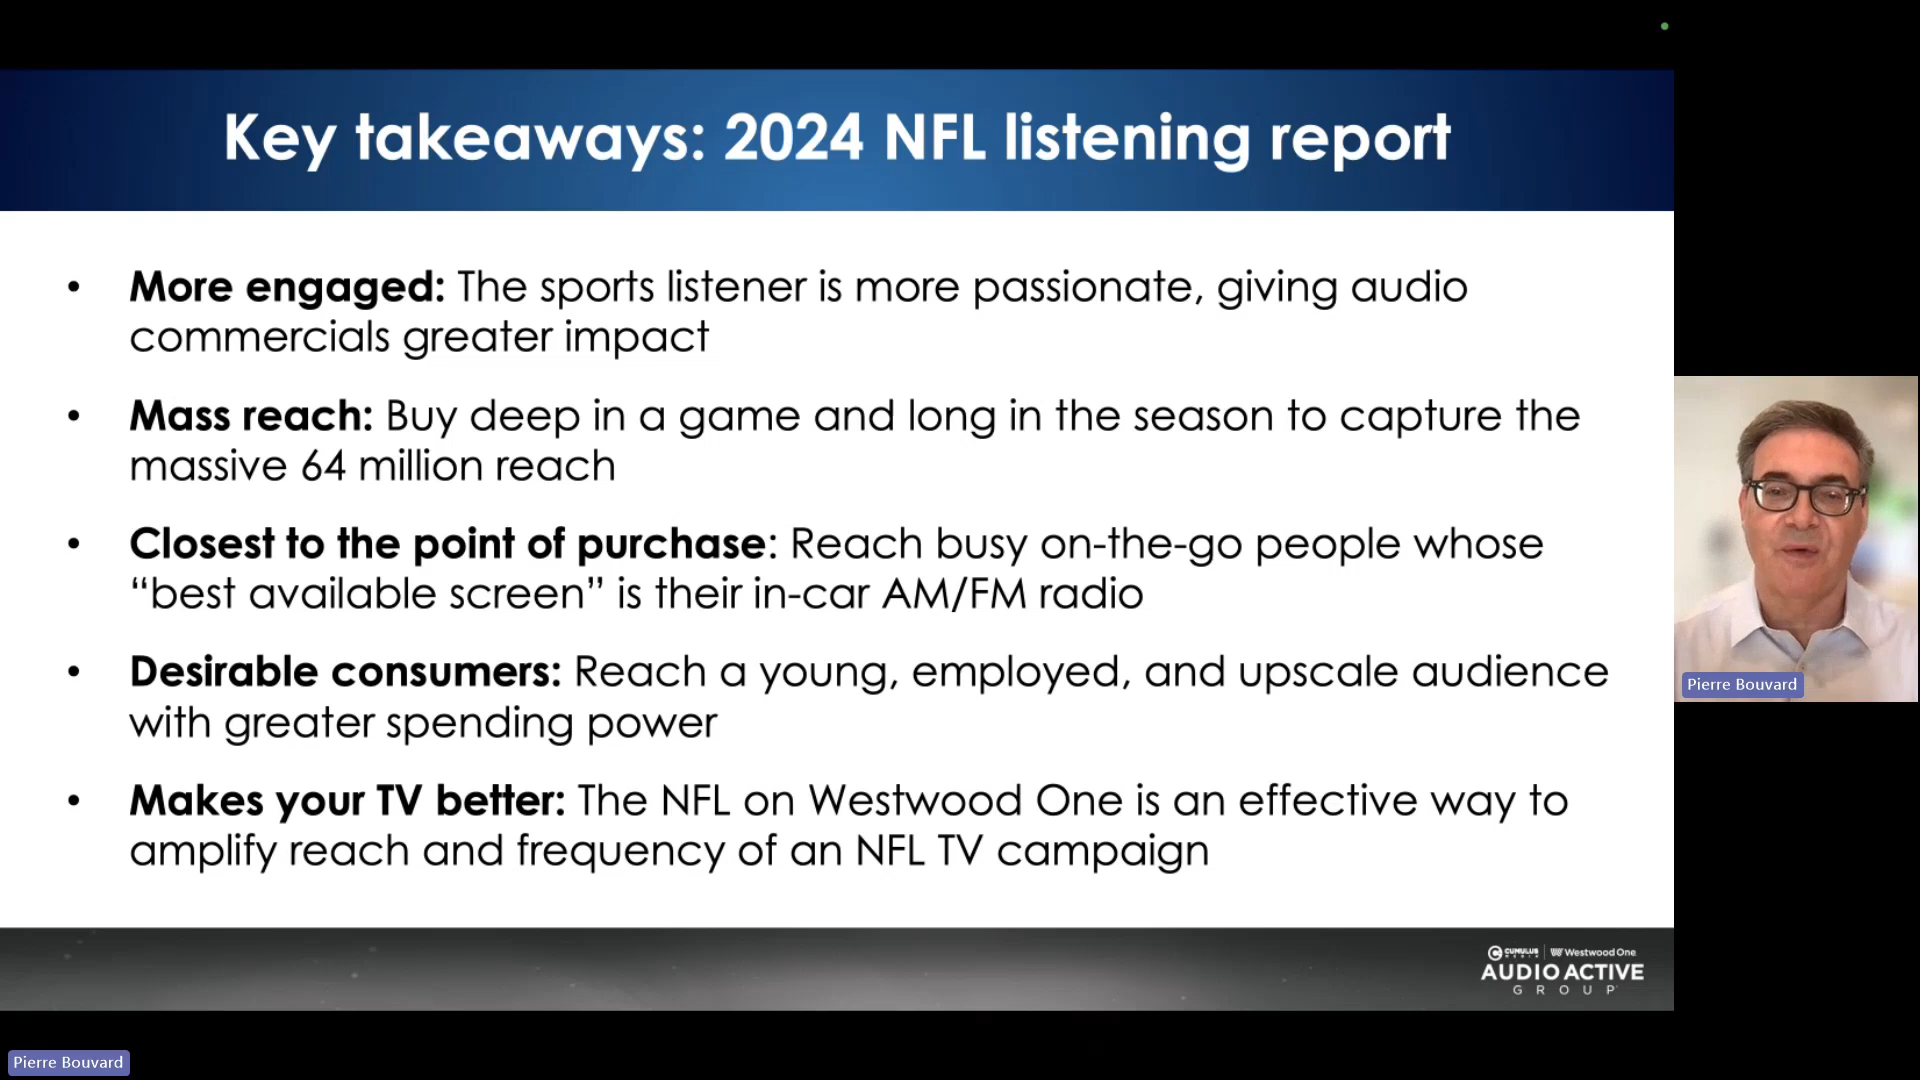 Key takeaways: 2024 NFL listening report
• More engaged: The sports listener is more passionate, giving audio
commercials greater impact
• Mass reach: Buy deep in a game and long in the season to capture the
massive 64 million reach
• Closest to the point of purchase: Reach busy on-the-go people whose
“best available screen” is their in-car AM/FM radio
• Desirable consumers: Reach a young, employed, and upscale audience
with greater spending power
• Makes your TV better: The NFL on Westwood One is an effective way to
amplify reach and frequency of an NFL TV campaign
Pierre Bouvard
CUMULUS MEDIA | Westwood One
AUDIO ACTIVE
GROUP
Pierre Bouvard